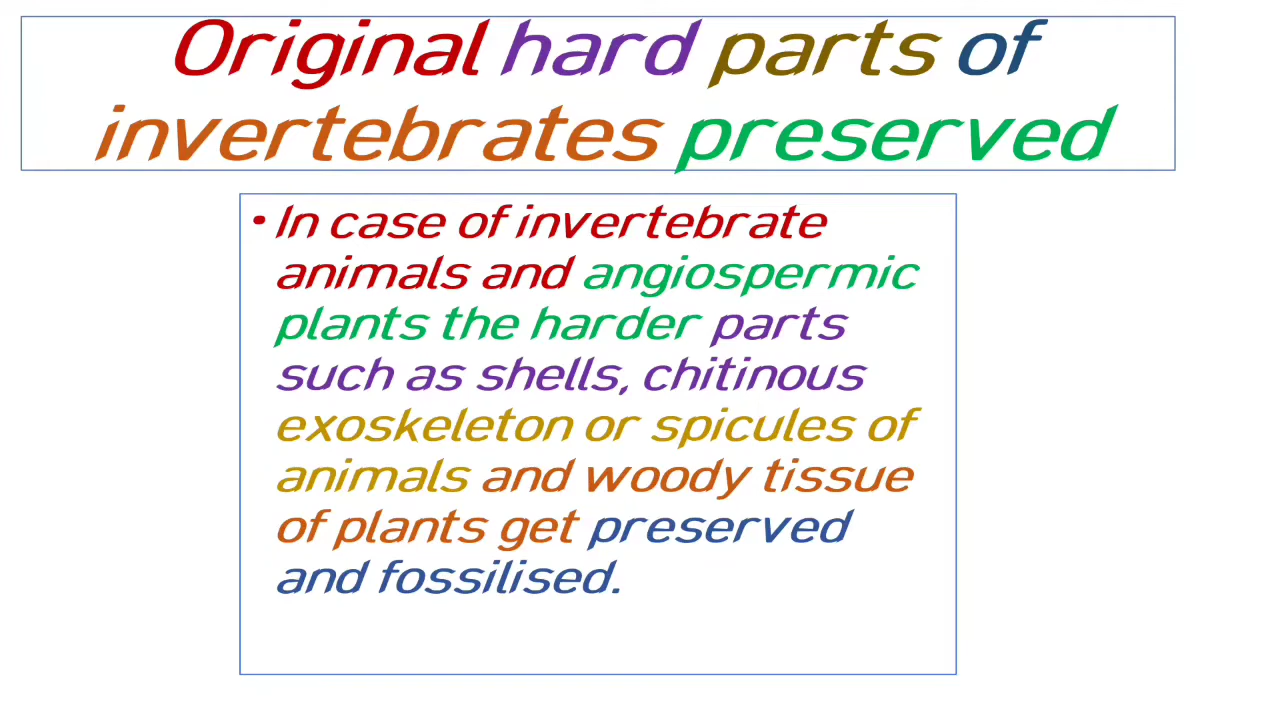 Original hard parts of
invertebrates preserved
• In case of invertebrate
animals and angiospermic
plants the harder parts
such as shells, chitinous
exoskeleton or spicules of
animals and woody tissue
of plants get preserved
and fossilised.